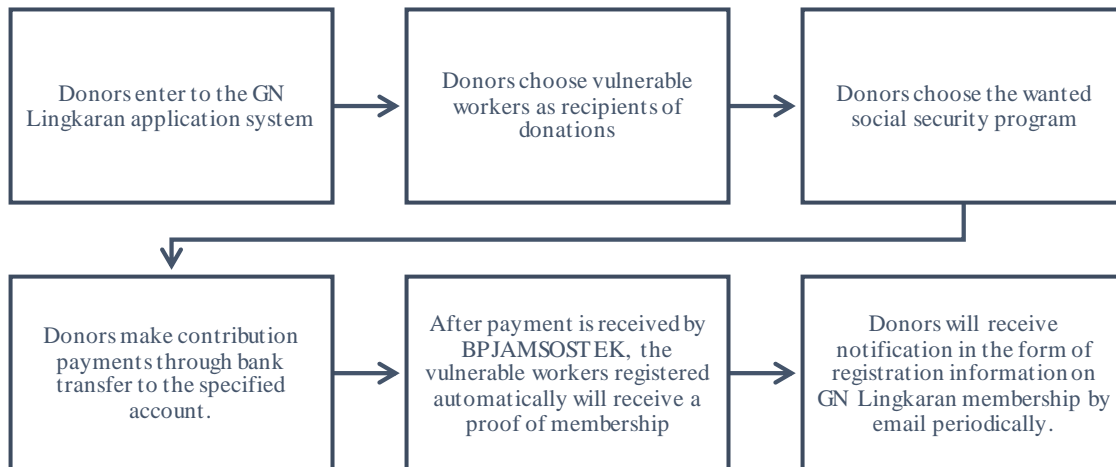 Donors enter to the GN
Lingkaran application system
Donors choose vulnerable
workers as recipients of
donations
Donors choose the wanted
social security program
Donors make contribution
payments through bank
transfer to the specified
account.
After payment is received by
BPJAMSOSTEK, the
vulnerable workers registered
automatically will receive a
proof of membership
Donors will receive
notification in the form of
registration information on
GN Lingkaran membership by
email periodically.